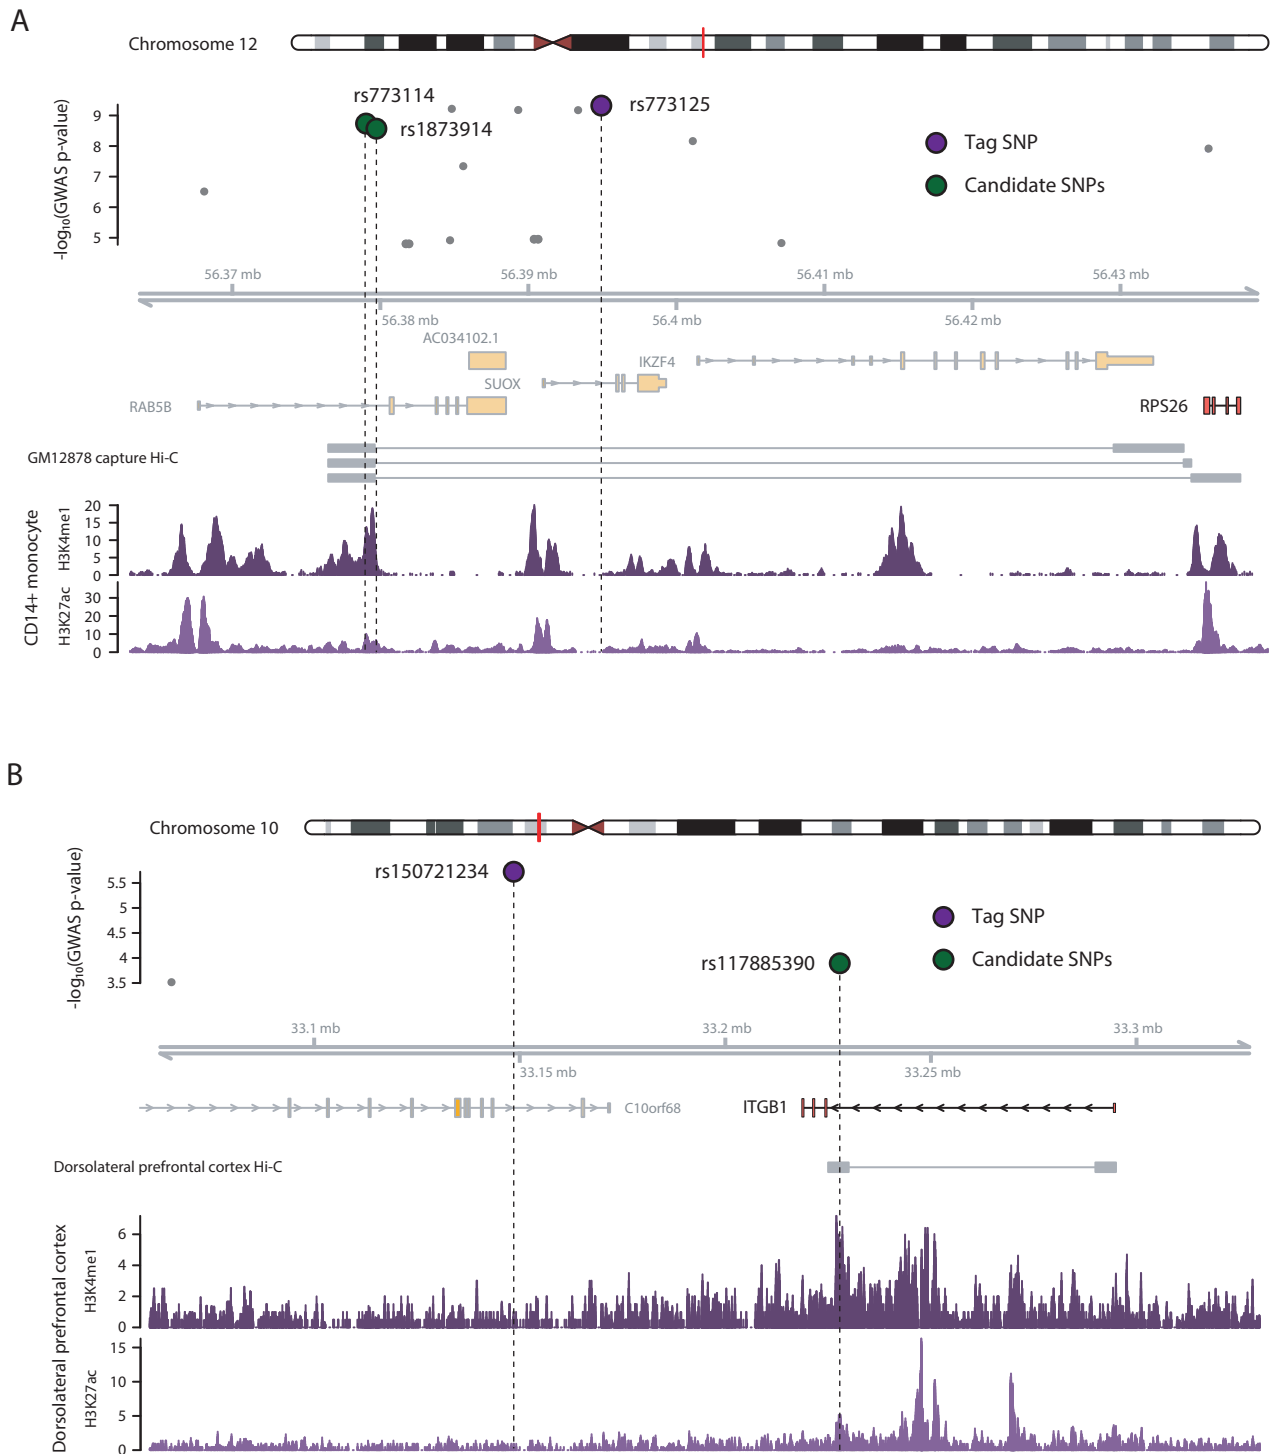 A
Chromosome 12
-log10(GWAS p-value)
9
8
7
6
5
rs773114
rs1873914
rs773125
Tag SNP
Candidate SNPs
56.37 mb
56.39 mb
56.41 mb
56.43 mb
56.38 mb
56.4 mb
56.42 mb
AC034102.1
IKZF4
SUOX
RAB5B
RPS26
GM12878 capture Hi-C
CD14+ monocyte
H3K4me1
20
15
10
5
0
H3K27ac
30
20
10
0
B
Chromosome 10
-log10(GWAS p-value)
5.5
5
4.5
4
3.5
rs150721234
rs117885390
Tag SNP
Candidate SNPs
33.1 mb
33.2 mb
33.3 mb
33.15 mb
33.25 mb
C10orf68
ITGB1
Dorsolateral prefrontal cortex Hi-C
Dorsolateral prefrontal cortex
H3K4me1
6
4
2
0
H3K27ac
15
10
5
0